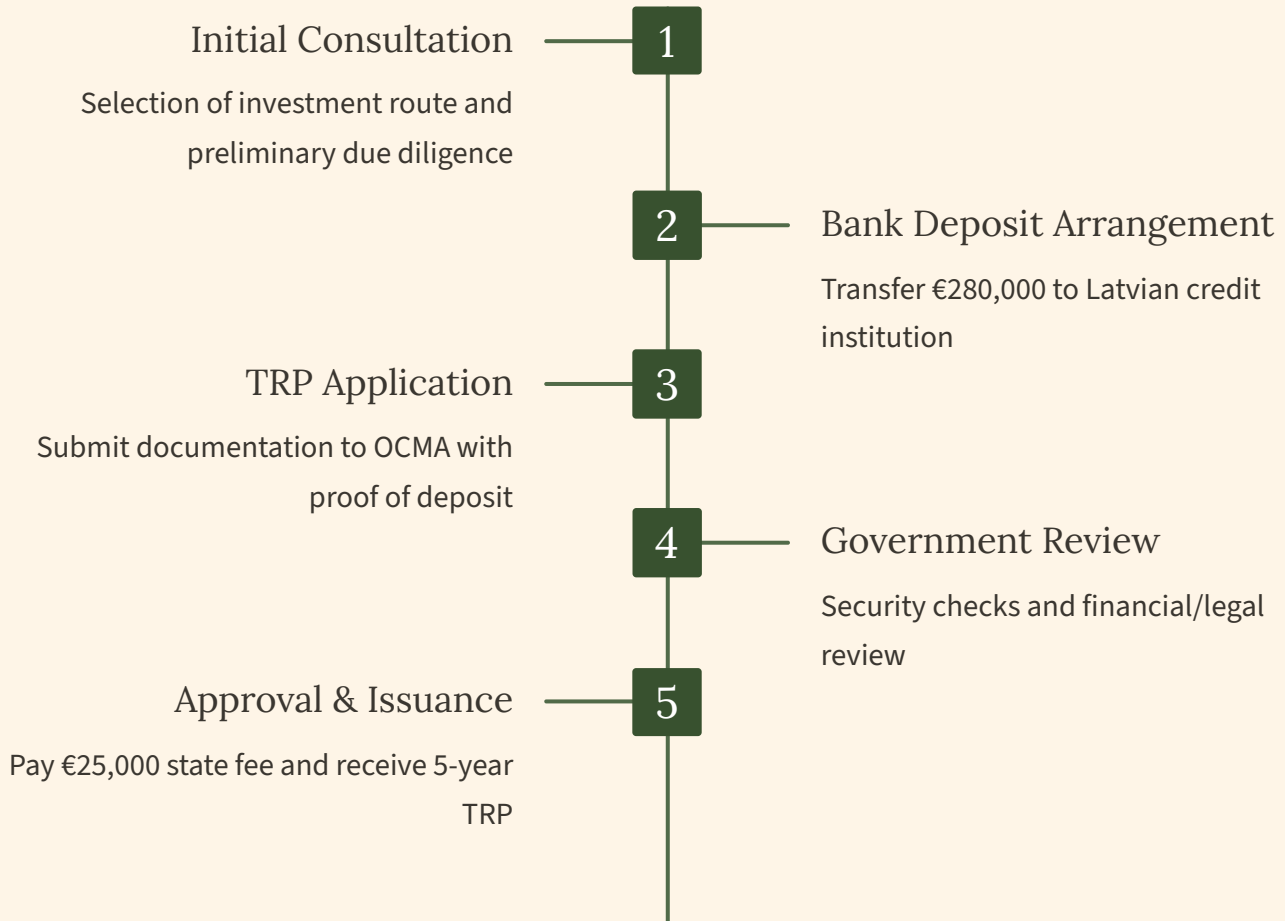 1
Initial Consultation
Selection of investment route and
preliminary due diligence
2
Bank Deposit Arrangement
Transfer €280,000 to Latvian credit
institution
3
TRP Application
Submit documentation to OCMA with
proof of deposit
4
Government Review
Security checks and financial/legal
review
5
Approval & Issuance
Pay €25,000 state fee and receive 5-year
TRP